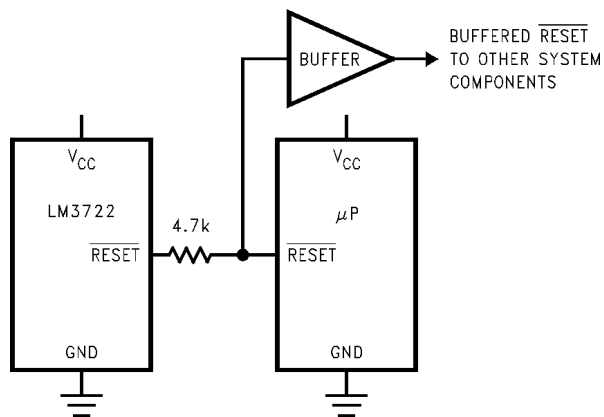 BUFFERED RESET
TO OTHER SYSTEM
COMPONENTS
BUFFER
VCC
LM3722
RESET
GND
4.7k
VCC
μP
RESET
GND